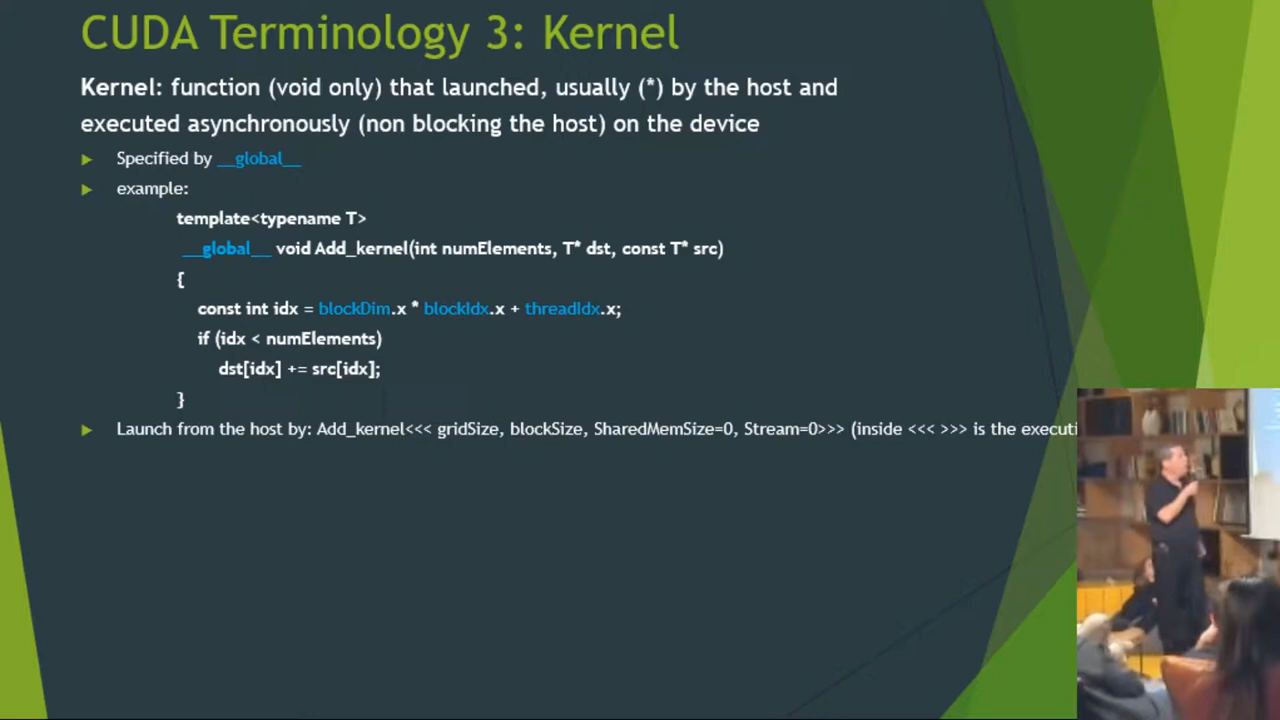 CUDA Terminology 3: Kernel
Kernel: function (void only) that launched, usually (*) by the host and
executed asynchronously (non blocking the host) on the device
Specified by __global__
example:
template<typename T>
__global__ void Add_kernel(int numElements, T* dst, const T* src)
{
const int idx = blockDim.x * blockIdx.x + threadIdx.x;
if (idx < numElements)
dst[idx] += src[idx];
}
Launch from the host by: Add_kernel<<< gridSize, blockSize, SharedMemSize=0, Stream=0>>> (inside <<< >>> is the executi